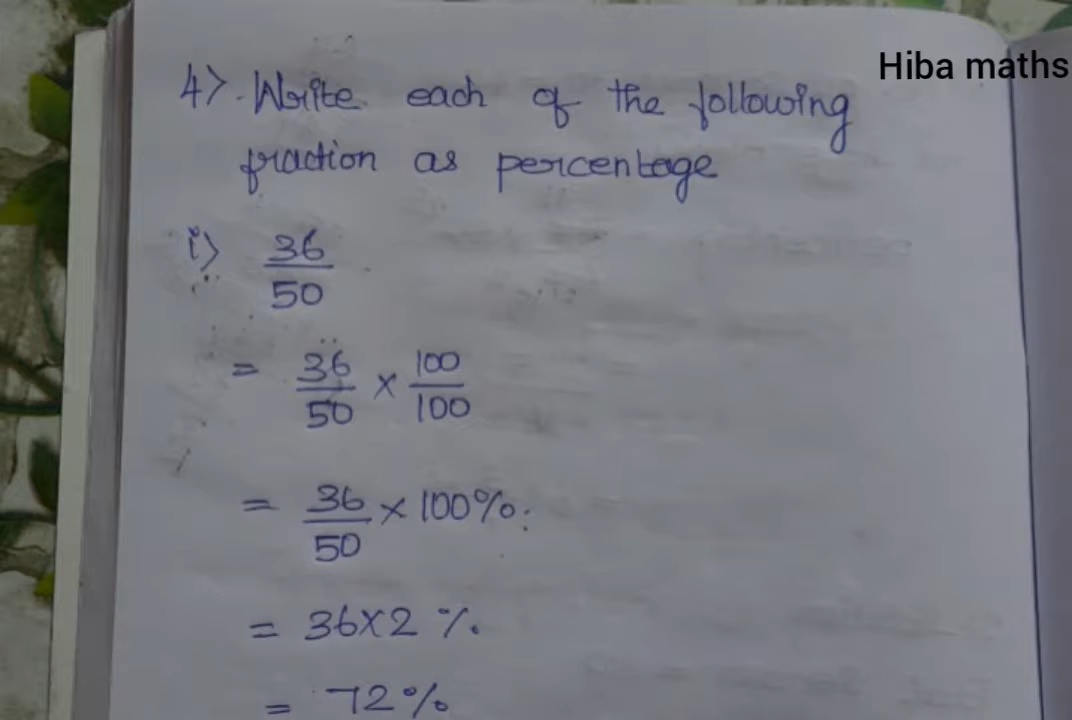 Hiba maths
4) Write each of the following
fraction as percentage
i) 36/50
= 36/50 × 100/100
= 36/50 × 100%.
= 36×2 %.
= 72%